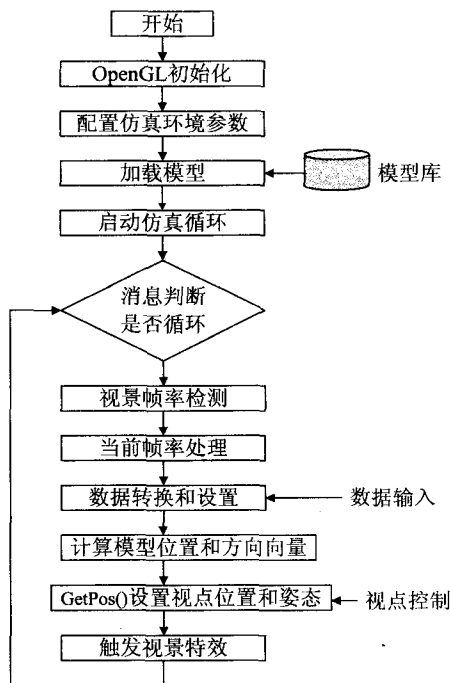 开始
OpenGL初始化
配置仿真环境参数
加载模型
模型库
启动仿真循环
消息判断
是否循环
视景帧率检测
当前帧率处理
数据转换和设置
数据输入
计算模型位置和方向向量
GetPos()设置视点位置和姿态
视点控制
触发视景特效